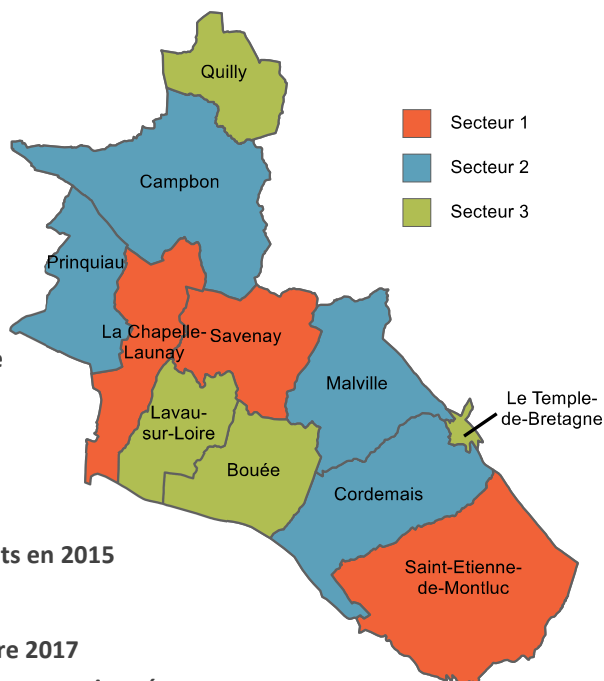 Quilly
Secteur 1
Secteur 2
Secteur 3
Campbon
Prinquiau
La Chapelle-
Launay
Savenay
Malville
Le Temple-
de-Bretagne
Lavau-
sur-Loire
Bouée
Cordemais
ts en 2015
Saint-Etienne-
de-Montluc
re 2017